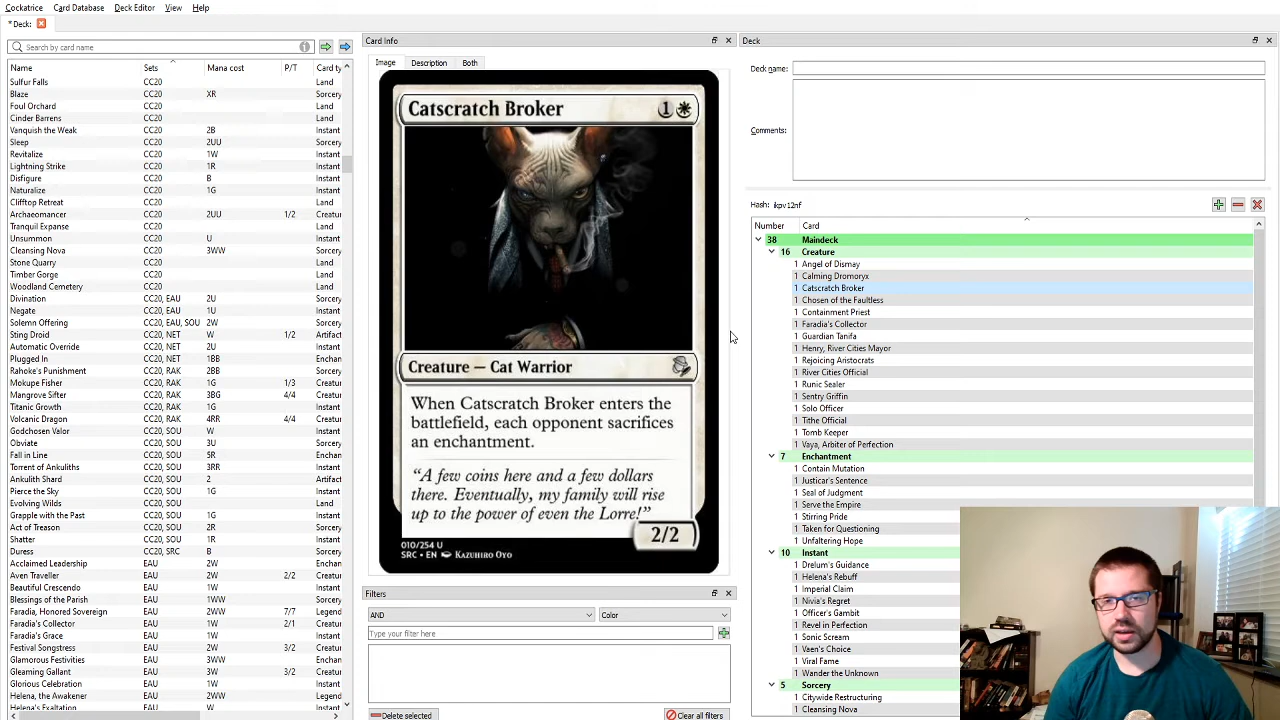 Cockatrice Card Database Deck Editor View Help
*Deck:
Search by card name
Name Sets Mana cost P/T Card ty
Sulfur Falls CC20 Land
Blaze CC20 XR Sorcery
Foul Orchard CC20 Land
Cinder Barrens CC20 Land
Vanquish the Weak CC20 2B Instant
Sleep CC20 2UU Sorcery
Revitalize CC20 1W Instant
Lightning Strike CC20 1R Instant
Disfigure CC20 B Instant
Naturalize CC20 1G Instant
Clifftop Retreat CC20 Land
Archaeomancer CC20 2UU 1/2 Creatur
Tranquil Expanse CC20 Land
Unsummon CC20 U Instant
Cleansing Nova CC20 3WW Sorcery
Stone Quarry CC20 Land
Timber Gorge CC20 Land
Woodland Cemetery CC20 Land
Divination CC20, EAU 2U Sorcery
Negate CC20, EAU 1U Instant
Solemn Offering CC20, EAU, SOU 2W Sorcery
Sting Droid CC20, NET W 1/2 Artifact
Automatic Override CC20, NET 2U Instant
Plugged In CC20, NET 1BB Enchan
Rahoke's Punishment CC20, RAK 2BB Sorcery
Mokupe Fisher CC20, RAK 1G 1/3 Creatur
Mangrove Sifter CC20, RAK 3BG 4/4 Creatur
Titanic Growth CC20, RAK 1G Instant
Volcanic Dragon CC20, RAK 4RR 4/4 Creatur
Godchosen Valor CC20, SOU W Instant
Obviate CC20, SOU 3U Instant
Fall in Line CC20, SOU 5R Instant
Torrent of Ankuliths CC20, SOU 3RR Instant
Ankulith Shard CC20, SOU 2 Artifact
Pierce the Sky CC20, SOU 1G Instant
Evolving Wilds CC20, SOU Land
Grapple with the Past CC20, SOU 1G Instant
Act of Treason CC20, SOU 2R Sorcery
Shatter CC20, SOU 1R Instant
Duress CC20, SRC B Sorcery
Acclaimed Leadership EAU 2W Enchan
Aven Traveller EAU 2W 2/2 Creatur
Beautiful Crescendo EAU 1W Instant
Blessings of the Parish EAU 1WW Instant
Faradia, Honored Sovereign EAU 2WW 7/7 Legend
Faradia's Collector EAU 1W 2/1 Creatur
Faradia's Grace EAU 1W Instant
Festival Songstress EAU 2W 3/2 Creatur
Glamorous Festivities EAU 3WW Enchan
Gleaming Gallant EAU 3W 3/2 Creatur
Glorious Celebration EAU 1W Instant
Helena, the Awakener EAU 2WW Legend
Card Info
Image Description Both
Catscratch Broker 1
Creature — Cat Warrior
When Catscratch Broker enters the
battlefield, each opponent sacrifices
an enchantment.
“A few coins here and a few dollars
there. Eventually, my family will rise
up to the power of even the Lorre!”
2/2
010/254 U
SRC • EN Kazuhiro Oyo
Filters
AND Color
Type your filter here
Delete selected Clear all filters
Deck
Deck name:
Comments:
Hash: ikpv12nf
Number Card
38 Maindeck
16 Creature
1 Angel of Dismay
1 Calming Dromoryx
1 Catscratch Broker
1 Chosen of the Faultless
1 Containment Priest
1 Faradia's Collector
1 Guardian Tanifa
1 Henry, River Cities Mayor
1 Rejoicing Aristocrats
1 River Cities Official
1 Runic Sealer
1 Sentry Griffin
1 Solo Officer
1 Tithe Official
1 Tomb Keeper
1 Vaya, Arbiter of Perfection
7 Enchantment
1 Contain Mutation
1 Justicar's Sentence
1 Seal of Judgment
1 Serve the Empire
1 Stirring Pride
1 Taken for Questioning
1 Unfaltering Hope
10 Instant
1 Drelum's Guidance
1 Helena's Rebuff
1 Imperial Claim
1 Nivia's Regret
1 Officer's Gambit
1 Revel in Perfection
1 Sonic Scream
1 Vaen's Choice
1 Viral Fame
1 Wander the Unknown
5 Sorcery
1 Citywide Restructuring
1 Cleansing Nova